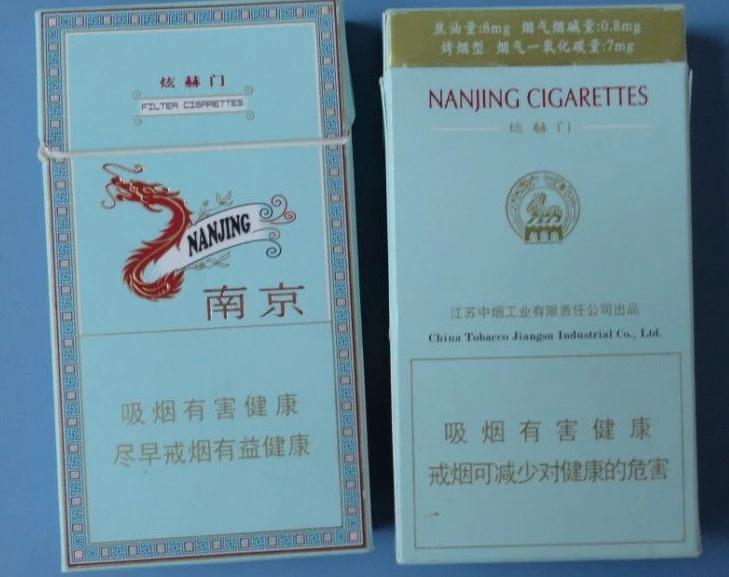 炫赫门
FILTER CIGARETTES
NANJING
南京
吸烟有害健康
尽早戒烟有益健康
焦油量:8mg 烟气烟碱量:0.8mg
烤烟型 烟气一氧化碳量:7mg
NANJING CIGARETTES
炫赫门
江苏中烟工业有限责任公司出品
China Tobacco Jiangsu Industrial Co., Ltd.
吸烟有害健康
戒烟可减少对健康的危害